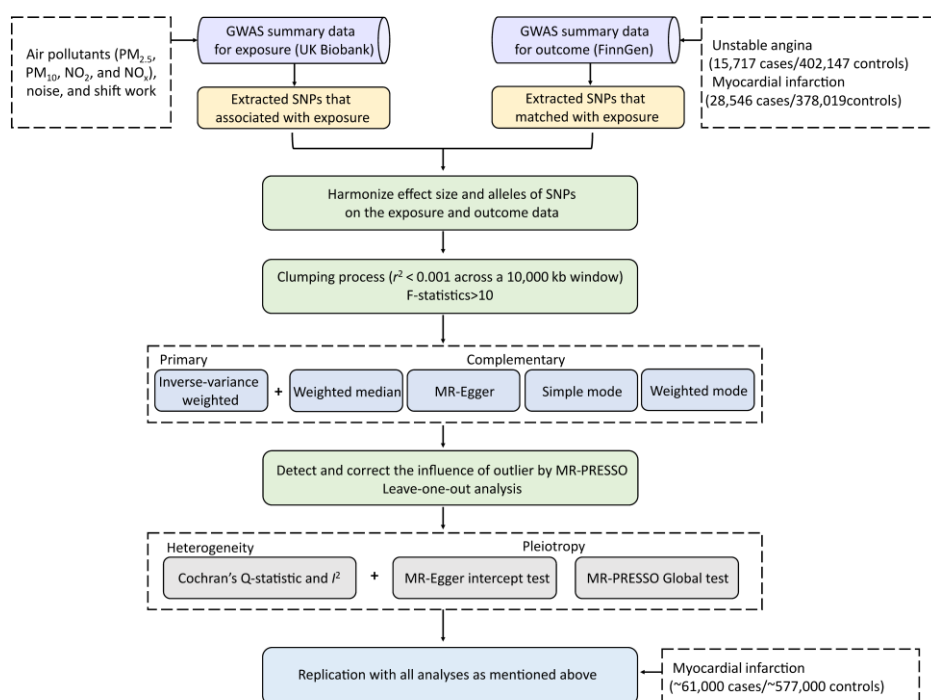 Air pollutants (PM2.5,
PM10, NO2, and NOx),
noise, and shift work
GWAS summary data
for exposure (UK Biobank)
GWAS summary data
for outcome (FinnGen)
Unstable angina
(15,717 cases/402,147 controls)
Myocardial infarction
(28,546 cases/378,019controls)
Extracted SNPs that
associated with exposure
Extracted SNPs that
matched with exposure
Harmonize effect size and alleles of SNPs
on the exposure and outcome data
Clumping process (r² < 0.001 across a 10,000 kb window)
F-statistics>10
Primary
Complementary
Inverse-variance
weighted
+
Weighted median
MR-Egger
Simple mode
Weighted mode
Detect and correct the influence of outlier by MR-PRESSO
Leave-one-out analysis
Heterogeneity
Pleiotropy
Cochran's Q-statistic and I²
+
MR-Egger intercept test
MR-PRESSO Global test
Replication with all analyses as mentioned above
Myocardial infarction
(~61,000 cases/~577,000 controls)